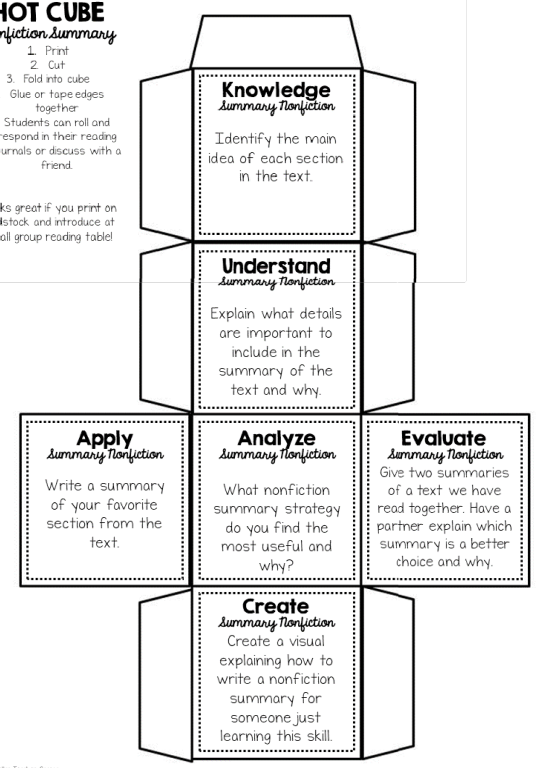 HOT CUBE
nfiction Summary
1. Print
2. Cut
3. Fold into cube
Glue or tape edges
together
Students can roll and
respond in their reading
urnals or discuss with a
friend.
ks great if you print on
dstock and introduce at
all group reading table!
Knowledge
Summary Nonfiction
Identify the main
idea of each section
in the text.
Understand
Summary Nonfiction
Explain what details
are important to
include in the
summary of the
text and why.
Apply
Summary Nonfiction
Write a summary
of your favorite
section from the
text.
Analyze
Summary Nonfiction
What nonfiction
summary strategy
do you find the
most useful and
why?
Evaluate
Summary Nonfiction
Give two summaries
of a text we have
read together. Have a
partner explain which
summary is a better
choice and why.
Create
Summary Nonfiction
Create a visual
explaining how to
write a nonfiction
summary for
someone just
learning this skill.